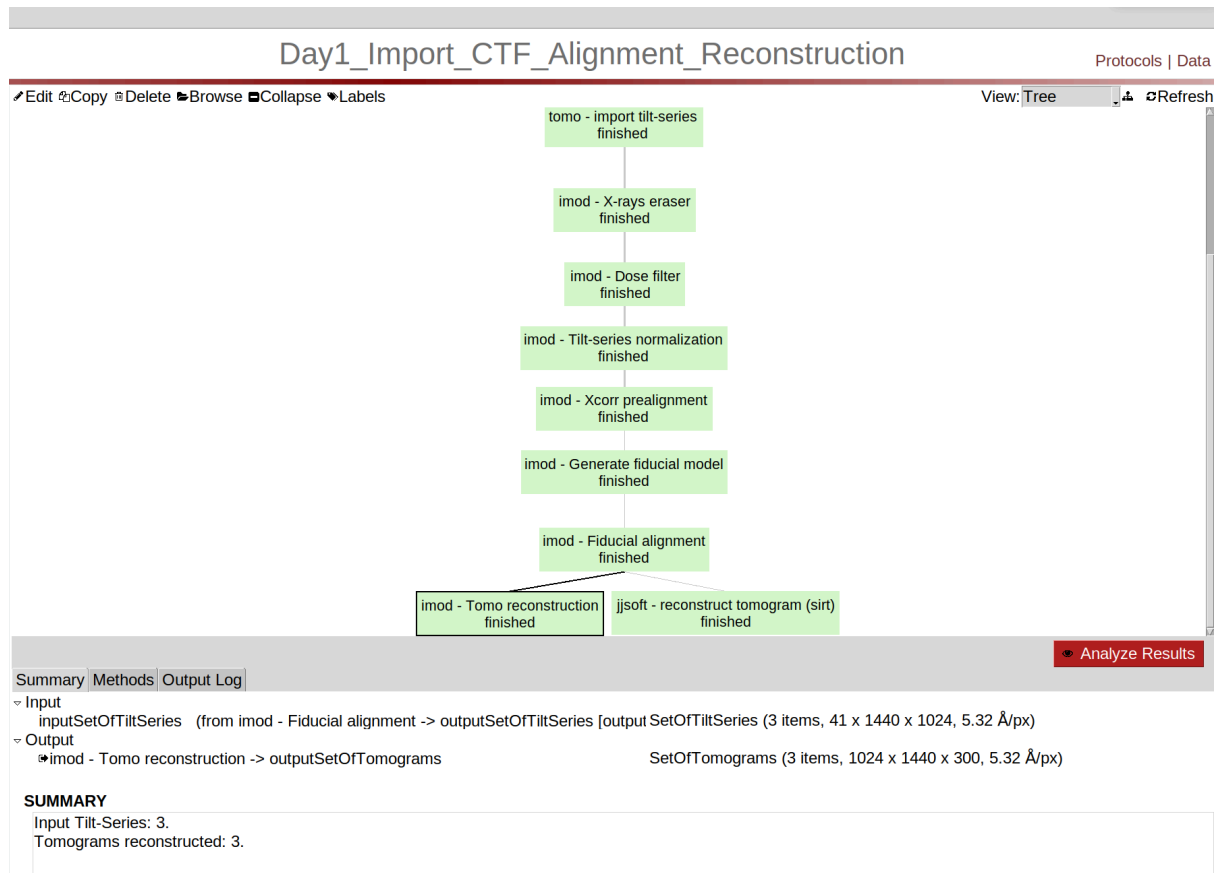 Day1_Import_CTF_Alignment_Reconstruction
Protocols | Data
Edit Copy Delete Browse Collapse Labels
View: Tree
Refresh
tomo - import tilt-series
finished
imod - X-rays eraser
finished
imod - Dose filter
finished
imod - Tilt-series normalization
finished
imod - Xcorr prealignment
finished
imod - Generate fiducial model
finished
imod - Fiducial alignment
finished
imod - Tomo reconstruction
finished
jjsoft - reconstruct tomogram (sirt)
finished
Analyze Results
Summary Methods Output Log
Input
inputSetOfTiltSeries (from imod - Fiducial alignment -> outputSetOfTiltSeries [output SetOfTiltSeries (3 items, 41 x 1440 x 1024, 5.32 Å/px)
Output
imod - Tomo reconstruction -> outputSetOfTomograms SetOfTomograms (3 items, 1024 x 1440 x 300, 5.32 Å/px)
SUMMARY
Input Tilt-Series: 3.
Tomograms reconstructed: 3.